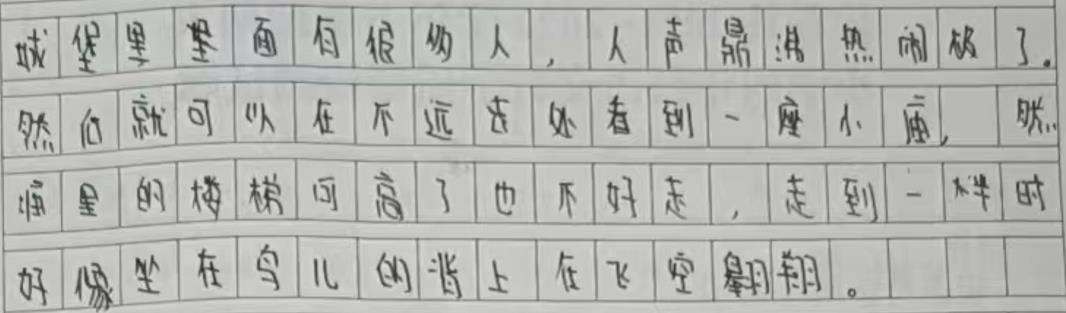 城堡里堡面有很多人，人声鼎沸热闹极了。
然后就可以在不远去处看到一座小庙，然
庙里的楼梯可高了也不好走，走到一样时
好像坐在鸟儿的背上在飞空翱翔。